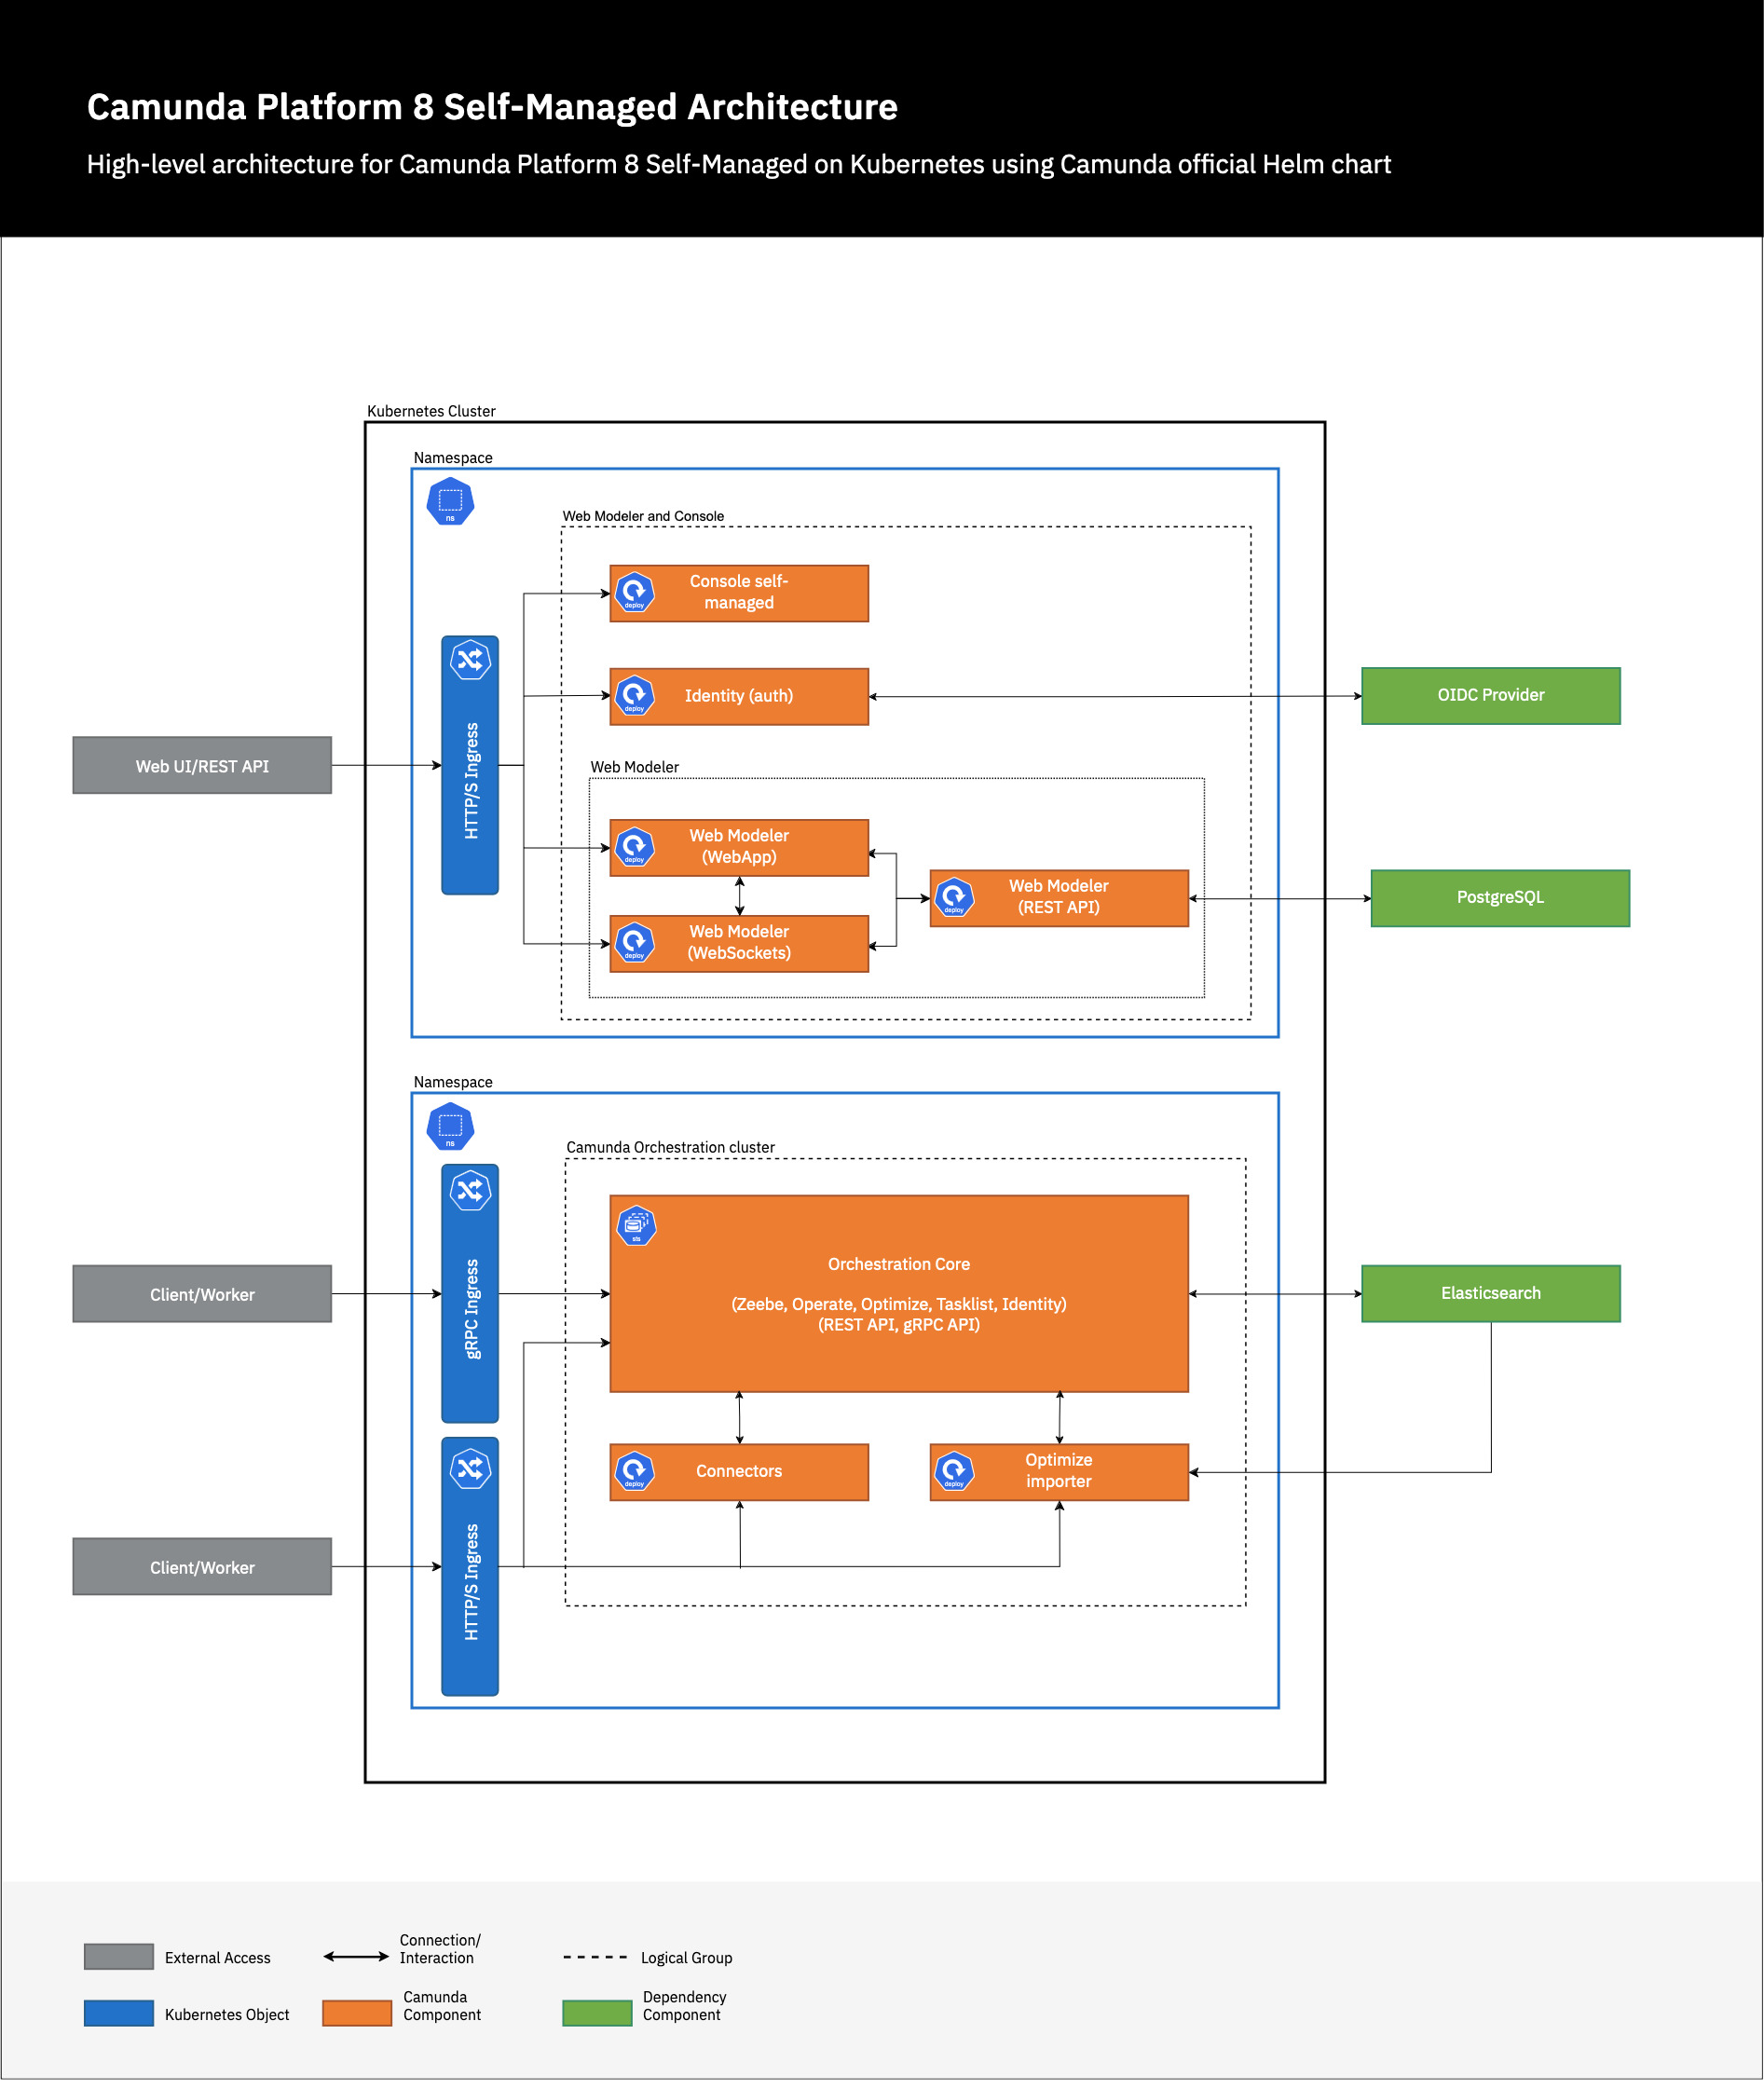 Camunda Platform 8 Self-Managed Architecture
High-level architecture for Camunda Platform 8 Self-Managed on Kubernetes using Camunda official Helm chart
Kubernetes Cluster
Namespace
ns
Web Modeler and Console
deploy
Console self-
managed
HTTP/S Ingress
deploy
Identity (auth)
OIDC Provider
Web UI/REST API
Web Modeler
deploy
Web Modeler
(WebApp)
deploy
Web Modeler
(REST API)
PostgreSQL
deploy
Web Modeler
(WebSockets)
Namespace
ns
Camunda Orchestration cluster
gRPC Ingress
sts
Orchestration Core
(Zeebe, Operate, Optimize, Tasklist, Identity)
(REST API, gRPC API)
Client/Worker
Elasticsearch
deploy
Connectors
deploy
Optimize
importer
HTTP/S Ingress
Client/Worker
External Access
Connection/
Interaction
Logical Group
Kubernetes Object
Camunda
Component
Dependency
Component